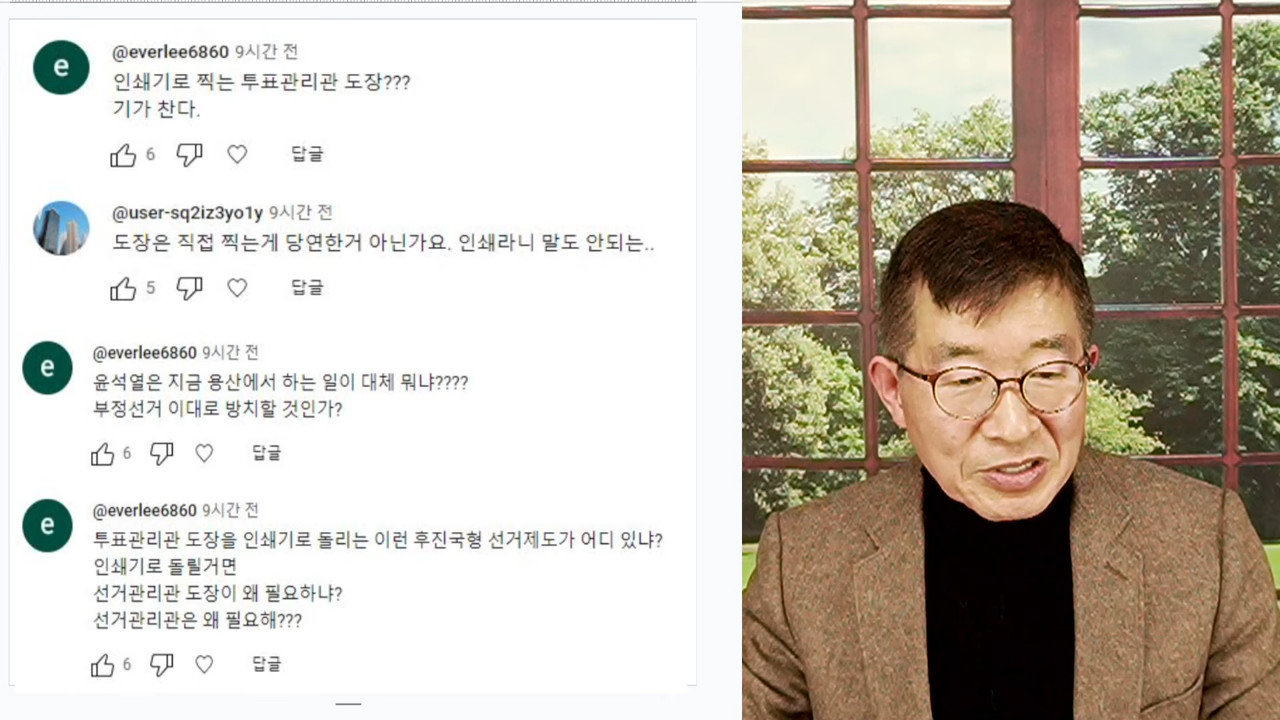 @everlee6860 9시간 전
인쇄기로 찍는 투표관리관 도장???
기가 찬다.
6 답글
@user-sq2iz3yo1y 9시간 전
도장은 직접 찍는게 당연한거 아닌가요. 인쇄라니 말도 안되는..
5 답글
@everlee6860 9시간 전
윤석열은 지금 용산에서 하는 일이 대체 뭐냐????
부정선거 이대로 방치할 것인가?
6 답글
@everlee6860 9시간 전
투표관리관 도장을 인쇄기로 돌리는 이런 후진국형 선거제도가 어디 있냐?
인쇄기로 돌릴거면
선거관리관 도장이 왜 필요하냐?
선거관리관은 왜 필요해???
6 답글
e
e
e